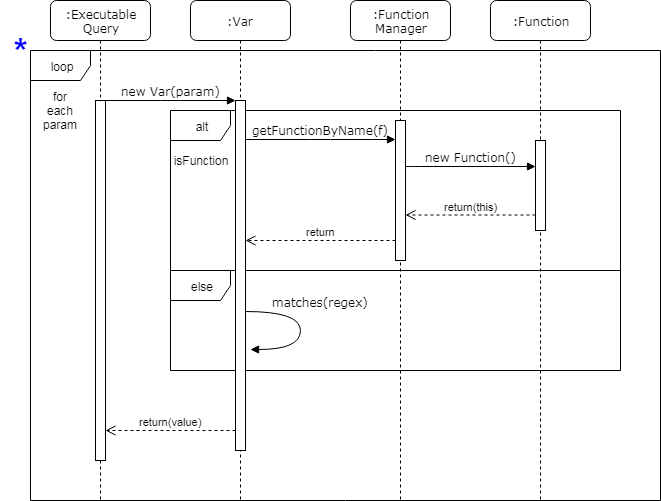 :Executable
Query
:Var
:Function
Manager
:Function
*
loop
for
each
param
new Var(param)
alt
isFunction
getFunctionByName(f)
new Function()
return(this)
return
else
matches(regex)
return(value)